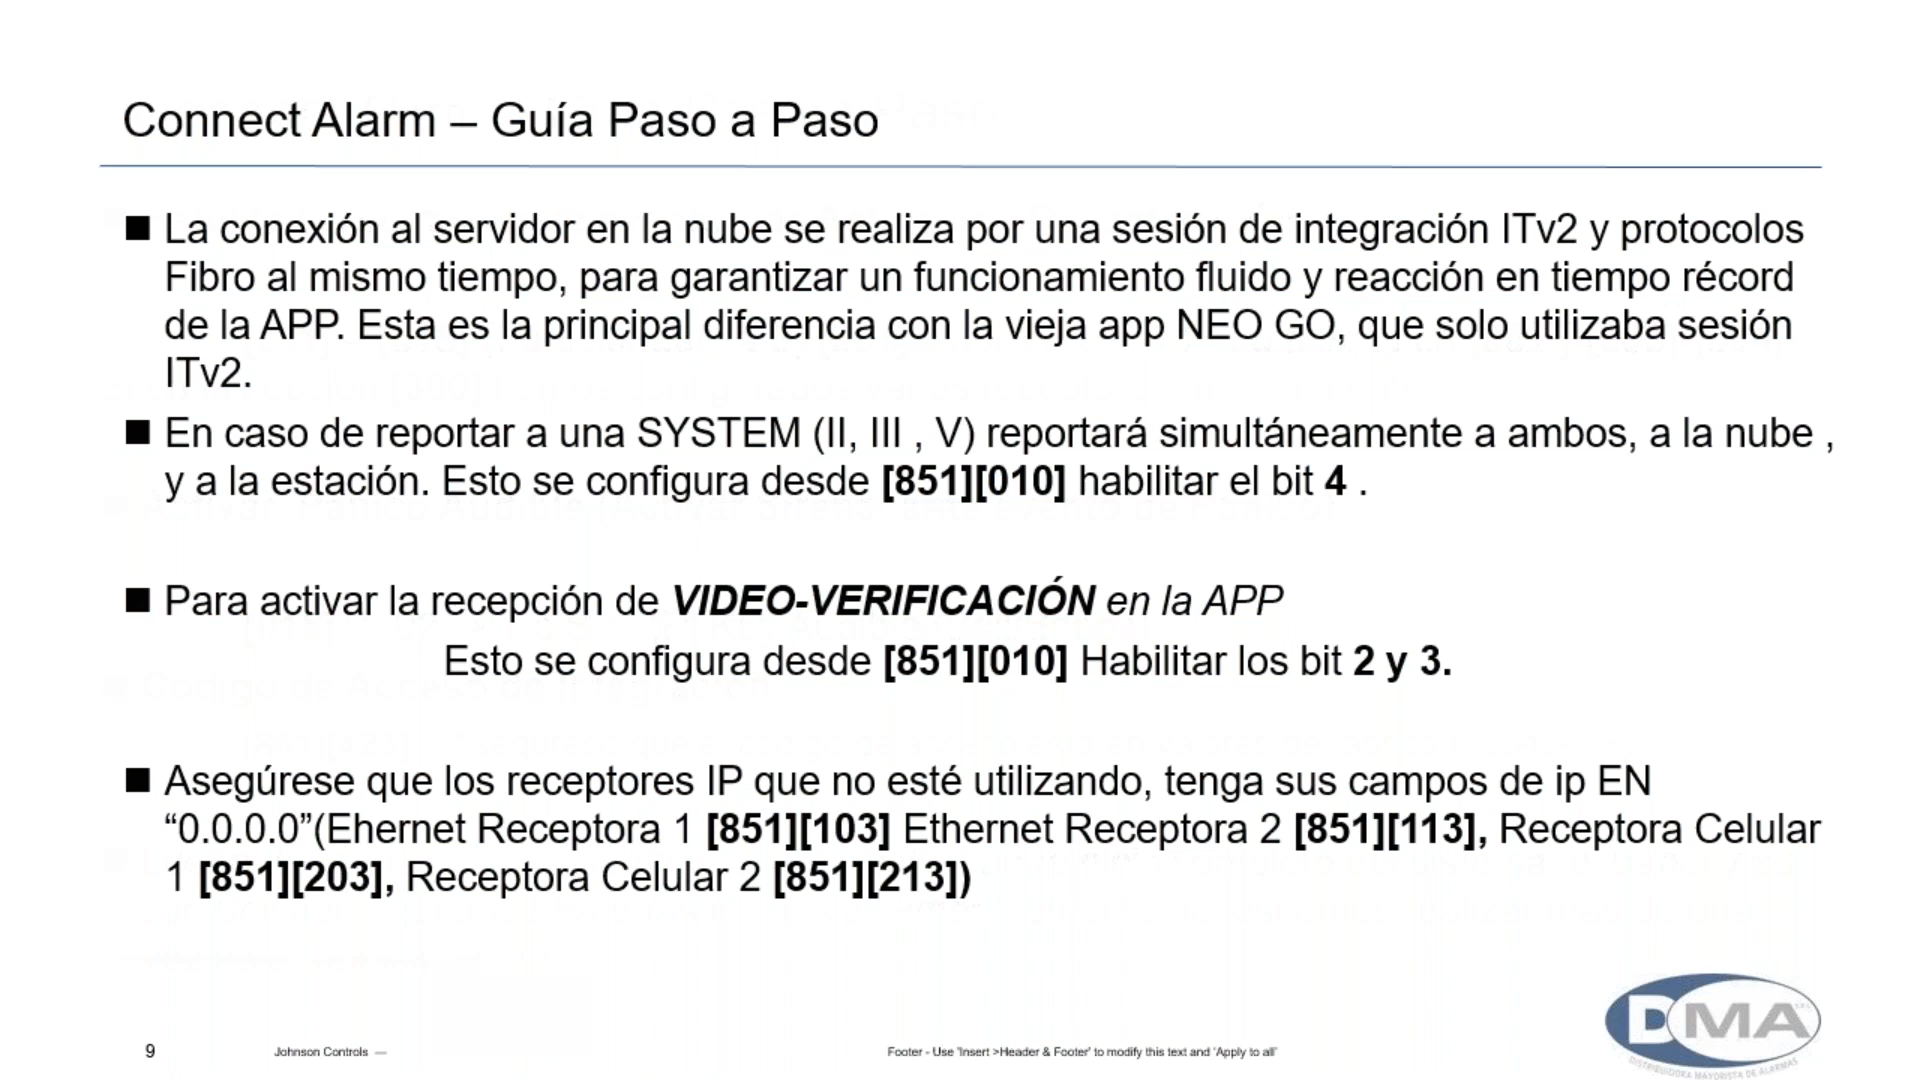 Connect Alarm – Guía Paso a Paso
■ La conexión al servidor en la nube se realiza por una sesión de integración ITv2 y protocolos
Fibro al mismo tiempo, para garantizar un funcionamiento fluido y reacción en tiempo récord
de la APP. Esta es la principal diferencia con la vieja app NEO GO, que solo utilizaba sesión
ITv2.
■ En caso de reportar a una SYSTEM (II, III , V) reportará simultáneamente a ambos, a la nube ,
y a la estación. Esto se configura desde [851][010] habilitar el bit 4 .
■ Para activar la recepción de VIDEO-VERIFICACIÓN en la APP
Esto se configura desde [851][010] Habilitar los bit 2 y 3.
■ Asegúrese que los receptores IP que no esté utilizando, tenga sus campos de ip EN
“0.0.0.0”(Ehernet Receptora 1 [851][103] Ethernet Receptora 2 [851][113], Receptora Celular
1 [851][203], Receptora Celular 2 [851][213])
DMA
DISTRIBUIDORA MAYORISTA DE ALARMAS
9 Johnson Controls — Footer - Use 'Insert >Header & Footer' to modify this text and 'Apply to all'